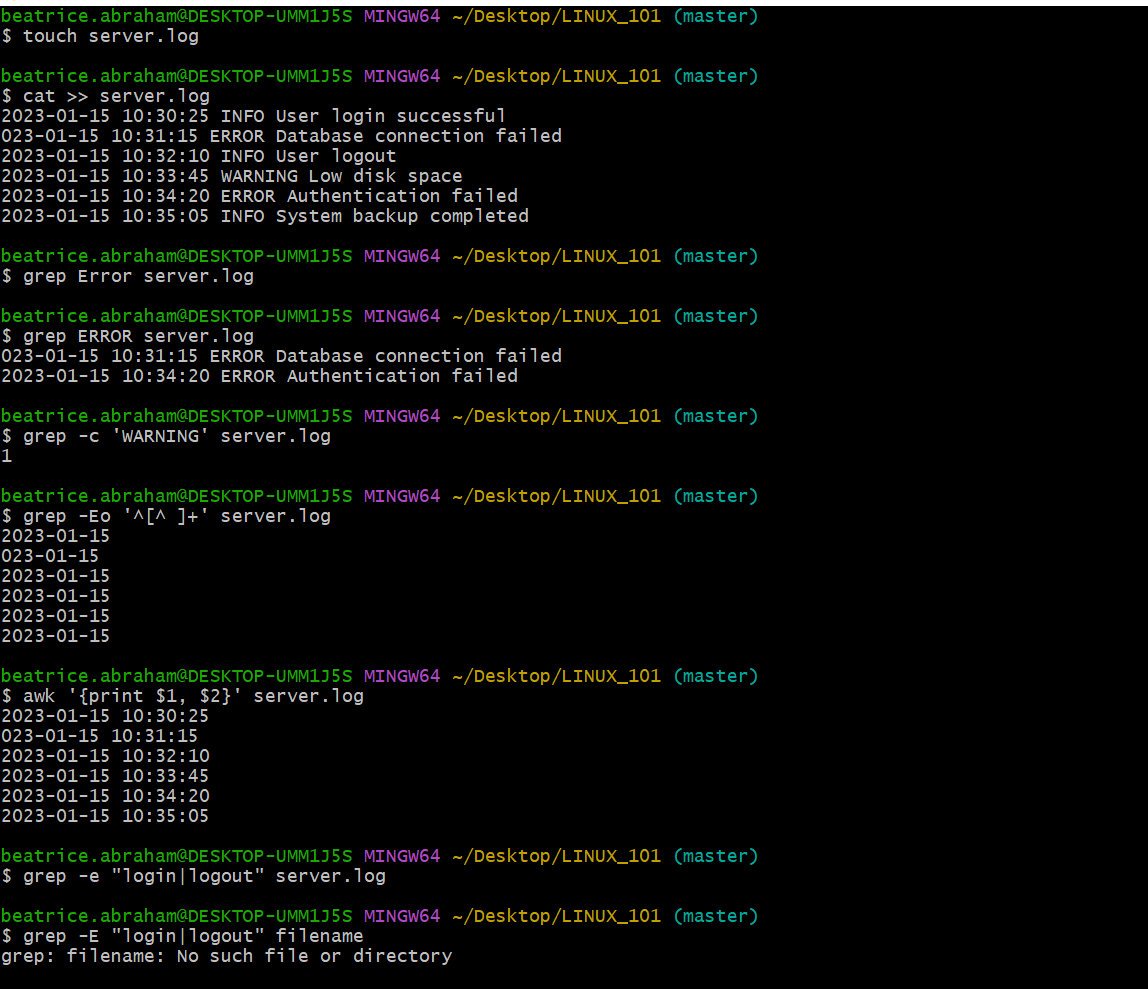 beatrice.abraham@DESKTOP-UMM1J5S MINGW64 ~/Desktop/LINUX_101 (master)
$ touch server.log
beatrice.abraham@DESKTOP-UMM1J5S MINGW64 ~/Desktop/LINUX_101 (master)
$ cat >> server.log
2023-01-15 10:30:25 INFO User login successful
023-01-15 10:31:15 ERROR Database connection failed
2023-01-15 10:32:10 INFO User logout
2023-01-15 10:33:45 WARNING Low disk space
2023-01-15 10:34:20 ERROR Authentication failed
2023-01-15 10:35:05 INFO System backup completed
beatrice.abraham@DESKTOP-UMM1J5S MINGW64 ~/Desktop/LINUX_101 (master)
$ grep Error server.log
beatrice.abraham@DESKTOP-UMM1J5S MINGW64 ~/Desktop/LINUX_101 (master)
$ grep ERROR server.log
023-01-15 10:31:15 ERROR Database connection failed
2023-01-15 10:34:20 ERROR Authentication failed
beatrice.abraham@DESKTOP-UMM1J5S MINGW64 ~/Desktop/LINUX_101 (master)
$ grep -c 'WARNING' server.log
1
beatrice.abraham@DESKTOP-UMM1J5S MINGW64 ~/Desktop/LINUX_101 (master)
$ grep -Eo '^[^ ]+' server.log
2023-01-15
023-01-15
2023-01-15
2023-01-15
2023-01-15
2023-01-15
beatrice.abraham@DESKTOP-UMM1J5S MINGW64 ~/Desktop/LINUX_101 (master)
$ awk '{print $1, $2}' server.log
2023-01-15 10:30:25
023-01-15 10:31:15
2023-01-15 10:32:10
2023-01-15 10:33:45
2023-01-15 10:34:20
2023-01-15 10:35:05
beatrice.abraham@DESKTOP-UMM1J5S MINGW64 ~/Desktop/LINUX_101 (master)
$ grep -e "login|logout" server.log
beatrice.abraham@DESKTOP-UMM1J5S MINGW64 ~/Desktop/LINUX_101 (master)
$ grep -E "login|logout" filename
grep: filename: No such file or directory